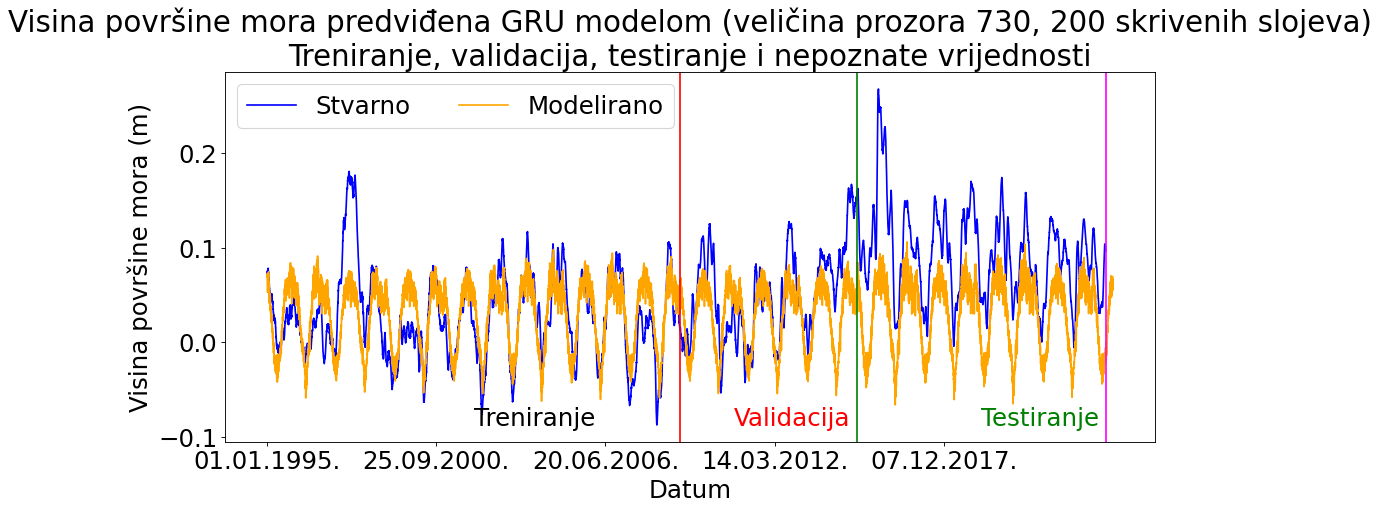 Visina površine mora predviđena GRU modelom (veličina prozora 730, 200 skrivenih slojeva)
Treniranje, validacija, testiranje i nepoznate vrijednosti
Stvarno
Modelirano
Visina površine mora (m)
0.2
0.1
0.0
−0.1
Treniranje
Validacija
Testiranje
01.01.1995.
25.09.2000.
20.06.2006.
14.03.2012.
07.12.2017.
Datum